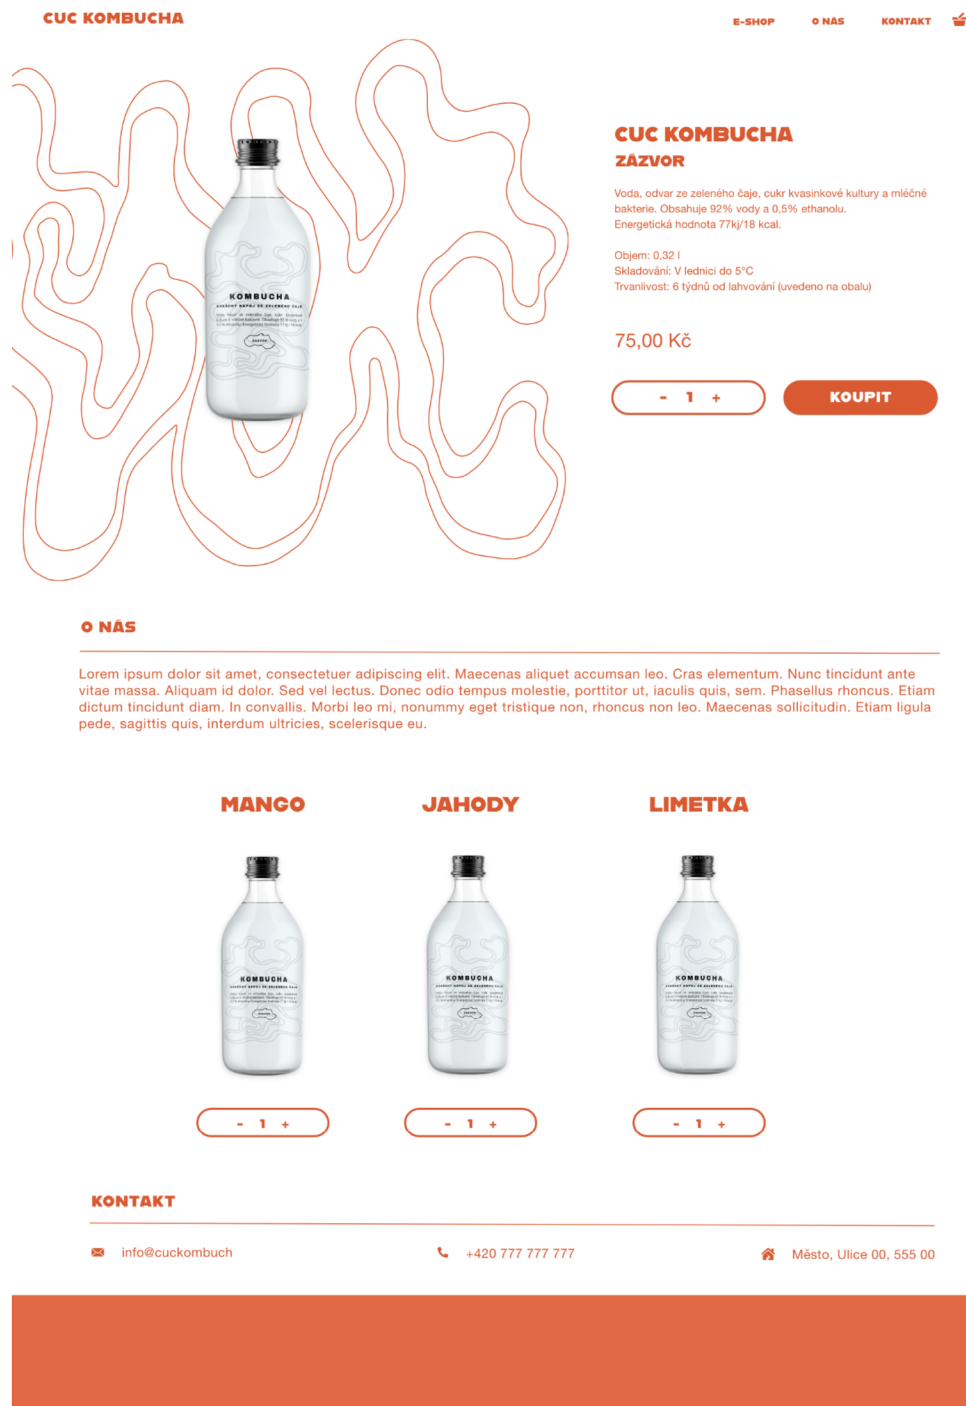 CUC KOMBUCHA
E-SHOP
O NÁS
KONTAKT
CUC KOMBUCHA
ZÁZVOR
Voda, odvar ze zeleného čaje, cukr kvasinkové kultury a mléčné
bakterie. Obsahuje 92% vody a 0,5% ethanolu.
Energetická hodnota 77kj/18 kcal.
Objem: 0,32 l
Skladování: V lednici do 5°C
Trvanlivost: 6 týdnů od lahvování (uvedeno na obalu)
75,00 Kč
- 1 +
KOUPIT
KOMBUCHA
KVAŠENÝ NÁPOJ ZE ZELENÉHO ČAJE
ZÁZVOR
O NÁS
Lorem ipsum dolor sit amet, consectetuer adipiscing elit. Maecenas aliquet accumsan leo. Cras elementum. Nunc tincidunt ante
vitae massa. Aliquam id dolor. Sed vel lectus. Donec odio tempus molestie, porttitor ut, iaculis quis, sem. Phasellus rhoncus. Etiam
dictum tincidunt diam. In convallis. Morbi leo mi, nonummy eget tristique non, rhoncus non leo. Maecenas sollicitudin. Etiam ligula
pede, sagittis quis, interdum ultricies, scelerisque eu.
MANGO
JAHODY
LIMETKA
KOMBUCHA
KOMBUCHA
KOMBUCHA
- 1 +
- 1 +
- 1 +
KONTAKT
info@cuckombuch
+420 777 777 777
Město, Ulice 00, 555 00